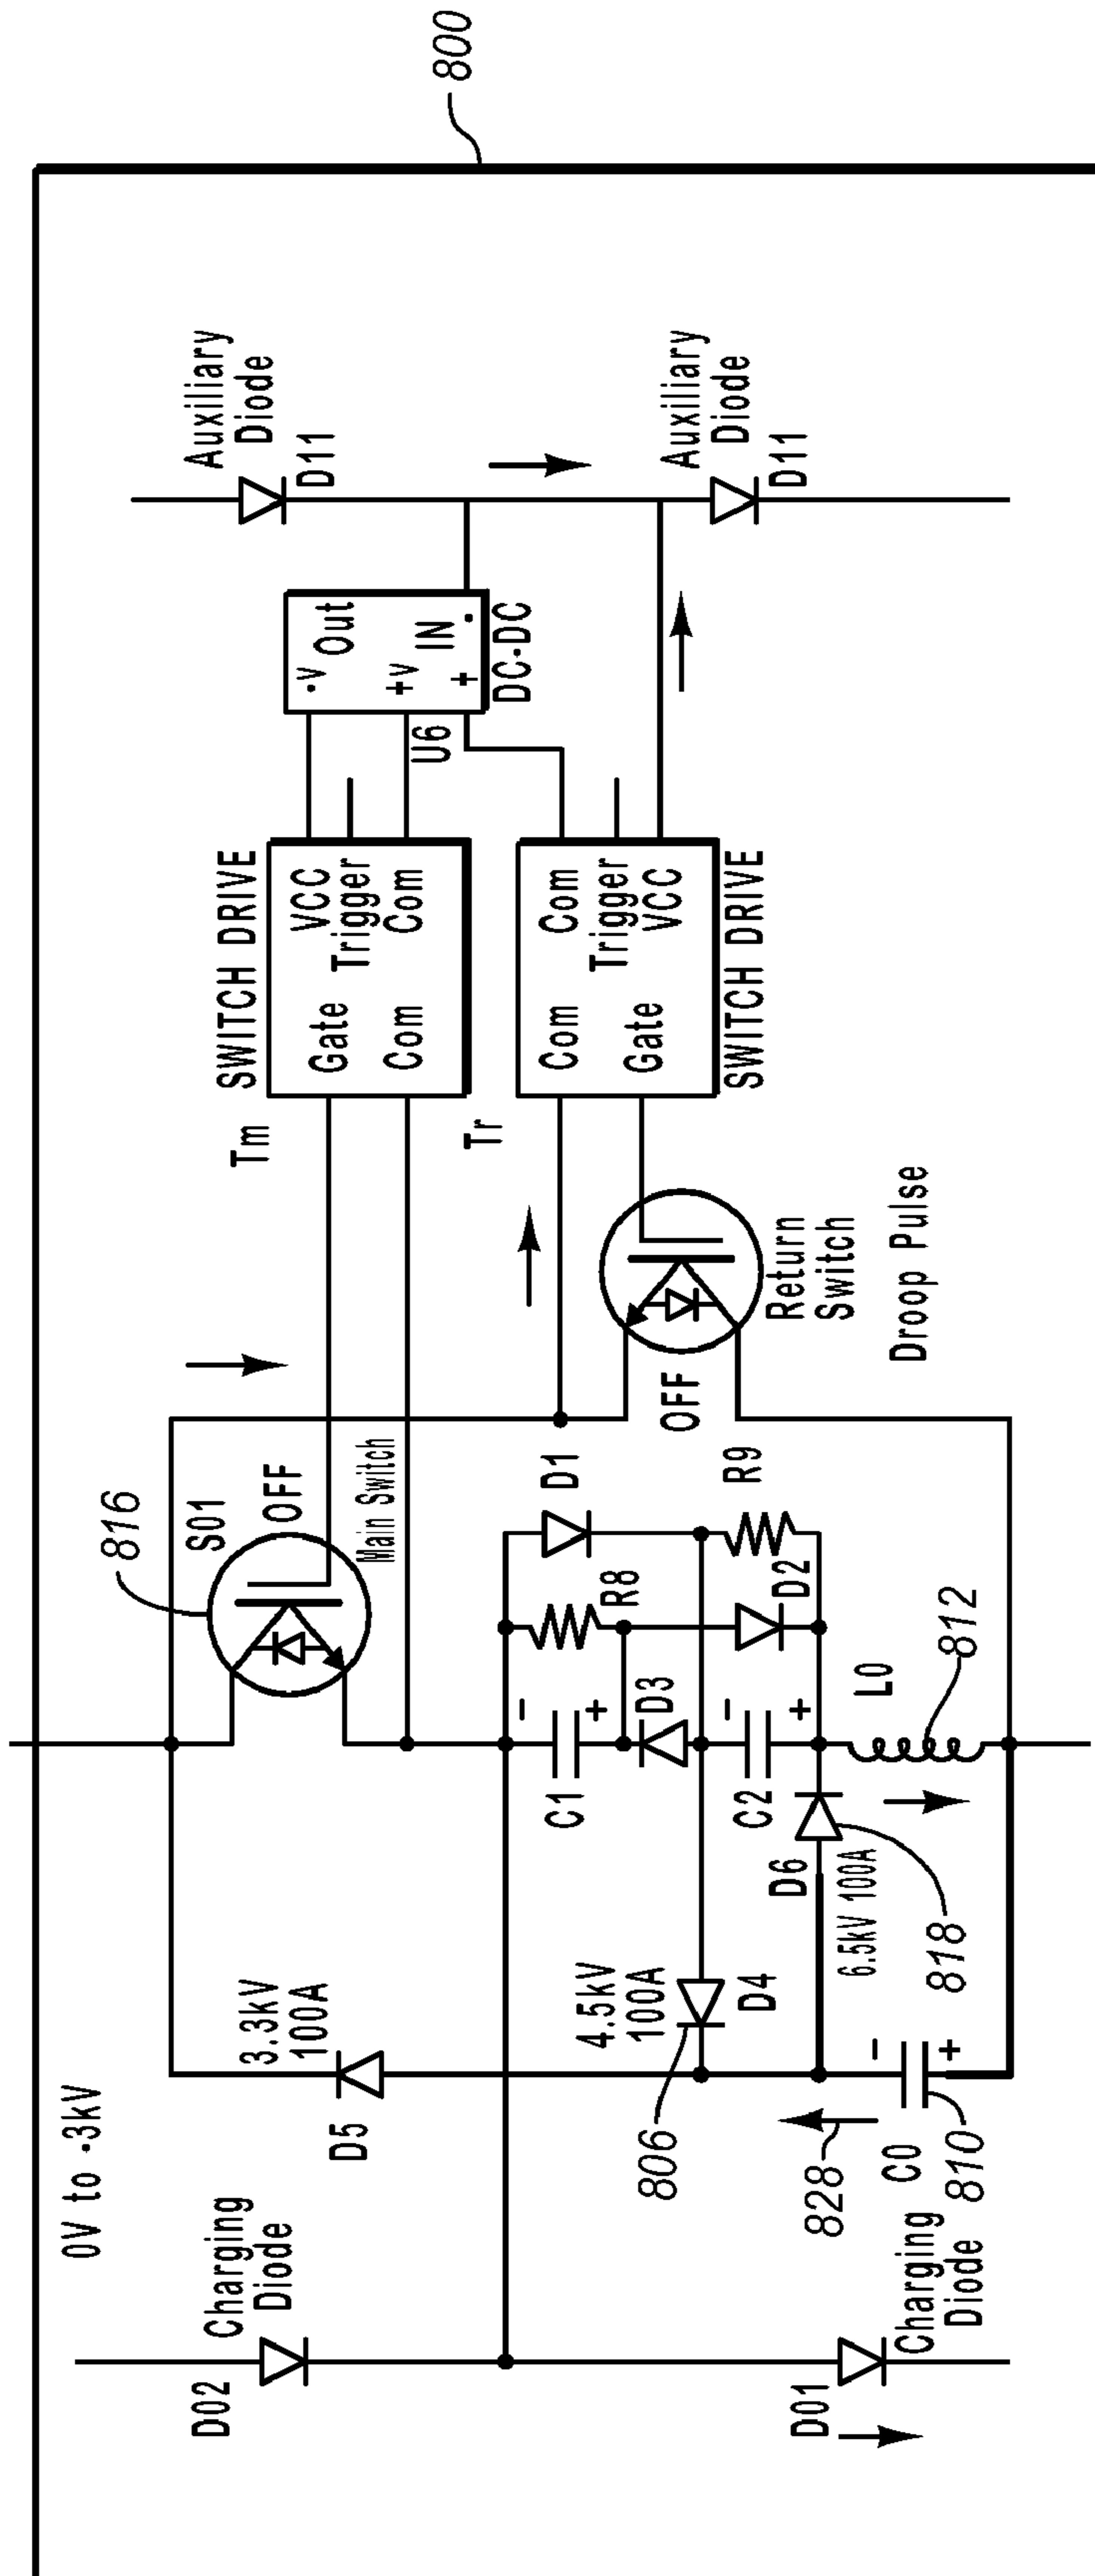 800
0V to -3kV
Charging
Diode
D02
D5
3.3kV
100A
816
S01
OFF
Main Switch
Tm
SWITCH DRIVE
Gate
Com
VCC
Trigger
Com
U6
-V
Out
+V
IN
+
-
DC-DC
Auxiliary
Diode
D11
Auxiliary
Diode
D11
Tr
Com
Gate
Com
Trigger
VCC
SWITCH DRIVE
OFF
Return
Switch
Droop Pulse
D1
R9
R8
D2
-
C1
+
D3
-
C2
+
L0
812
4.5kV
100A
D4
806
D6
6.5kV 100A
818
828
-
C0
+
810
Charging
Diode
D01